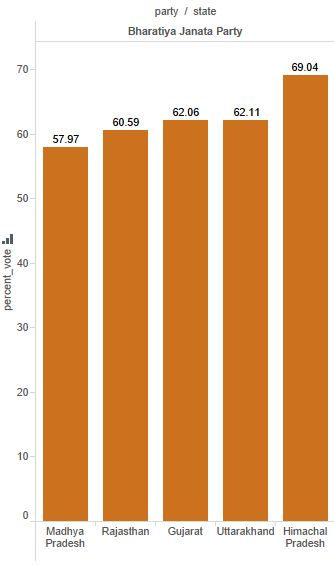 party / state
Bharatiya Janata Party
70
60
50
40
30
20
10
0
percent_vote
57.97
60.59
62.06
62.11
69.04
Madhya
Pradesh
Rajasthan
Gujarat
Uttarakhand
Himachal
Pradesh